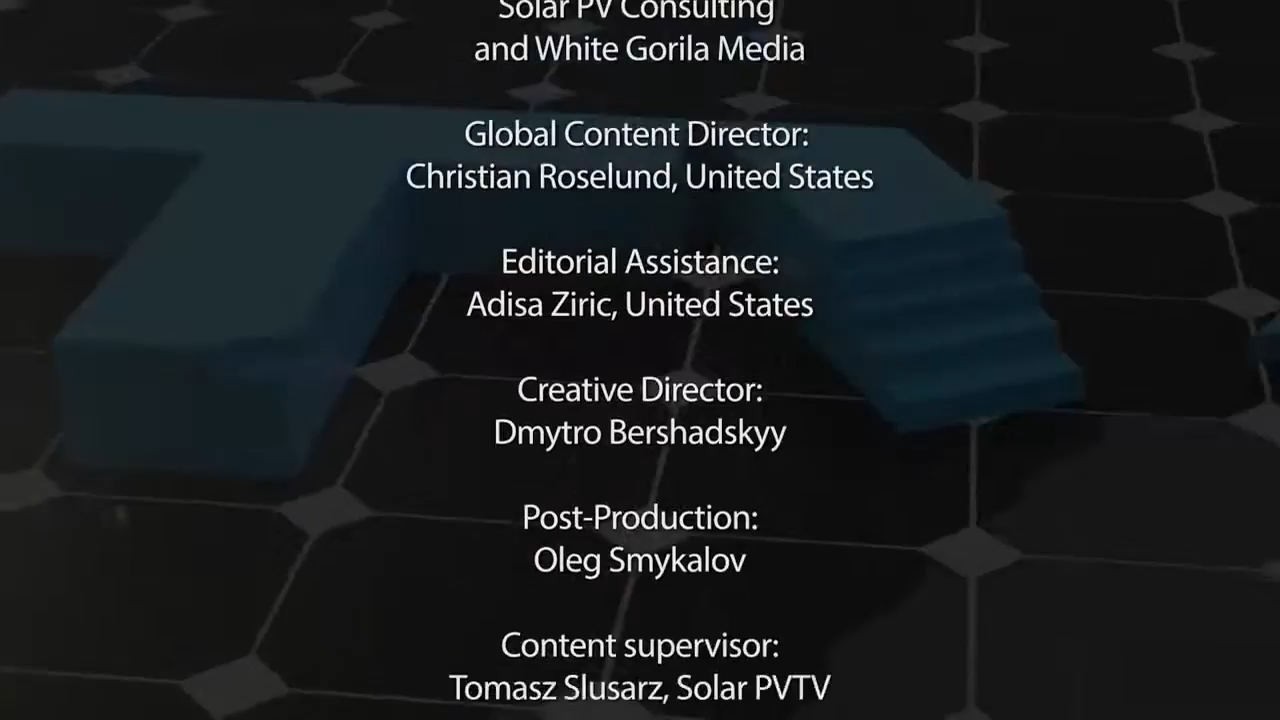 Solar PV Consulting
and White Gorila Media
Global Content Director:
Christian Roselund, United States
Editorial Assistance:
Adisa Ziric, United States
Creative Director:
Dmytro Bershadskyy
Post-Production:
Oleg Smykalov
Content supervisor:
Tomasz Slusarz, Solar PVTV